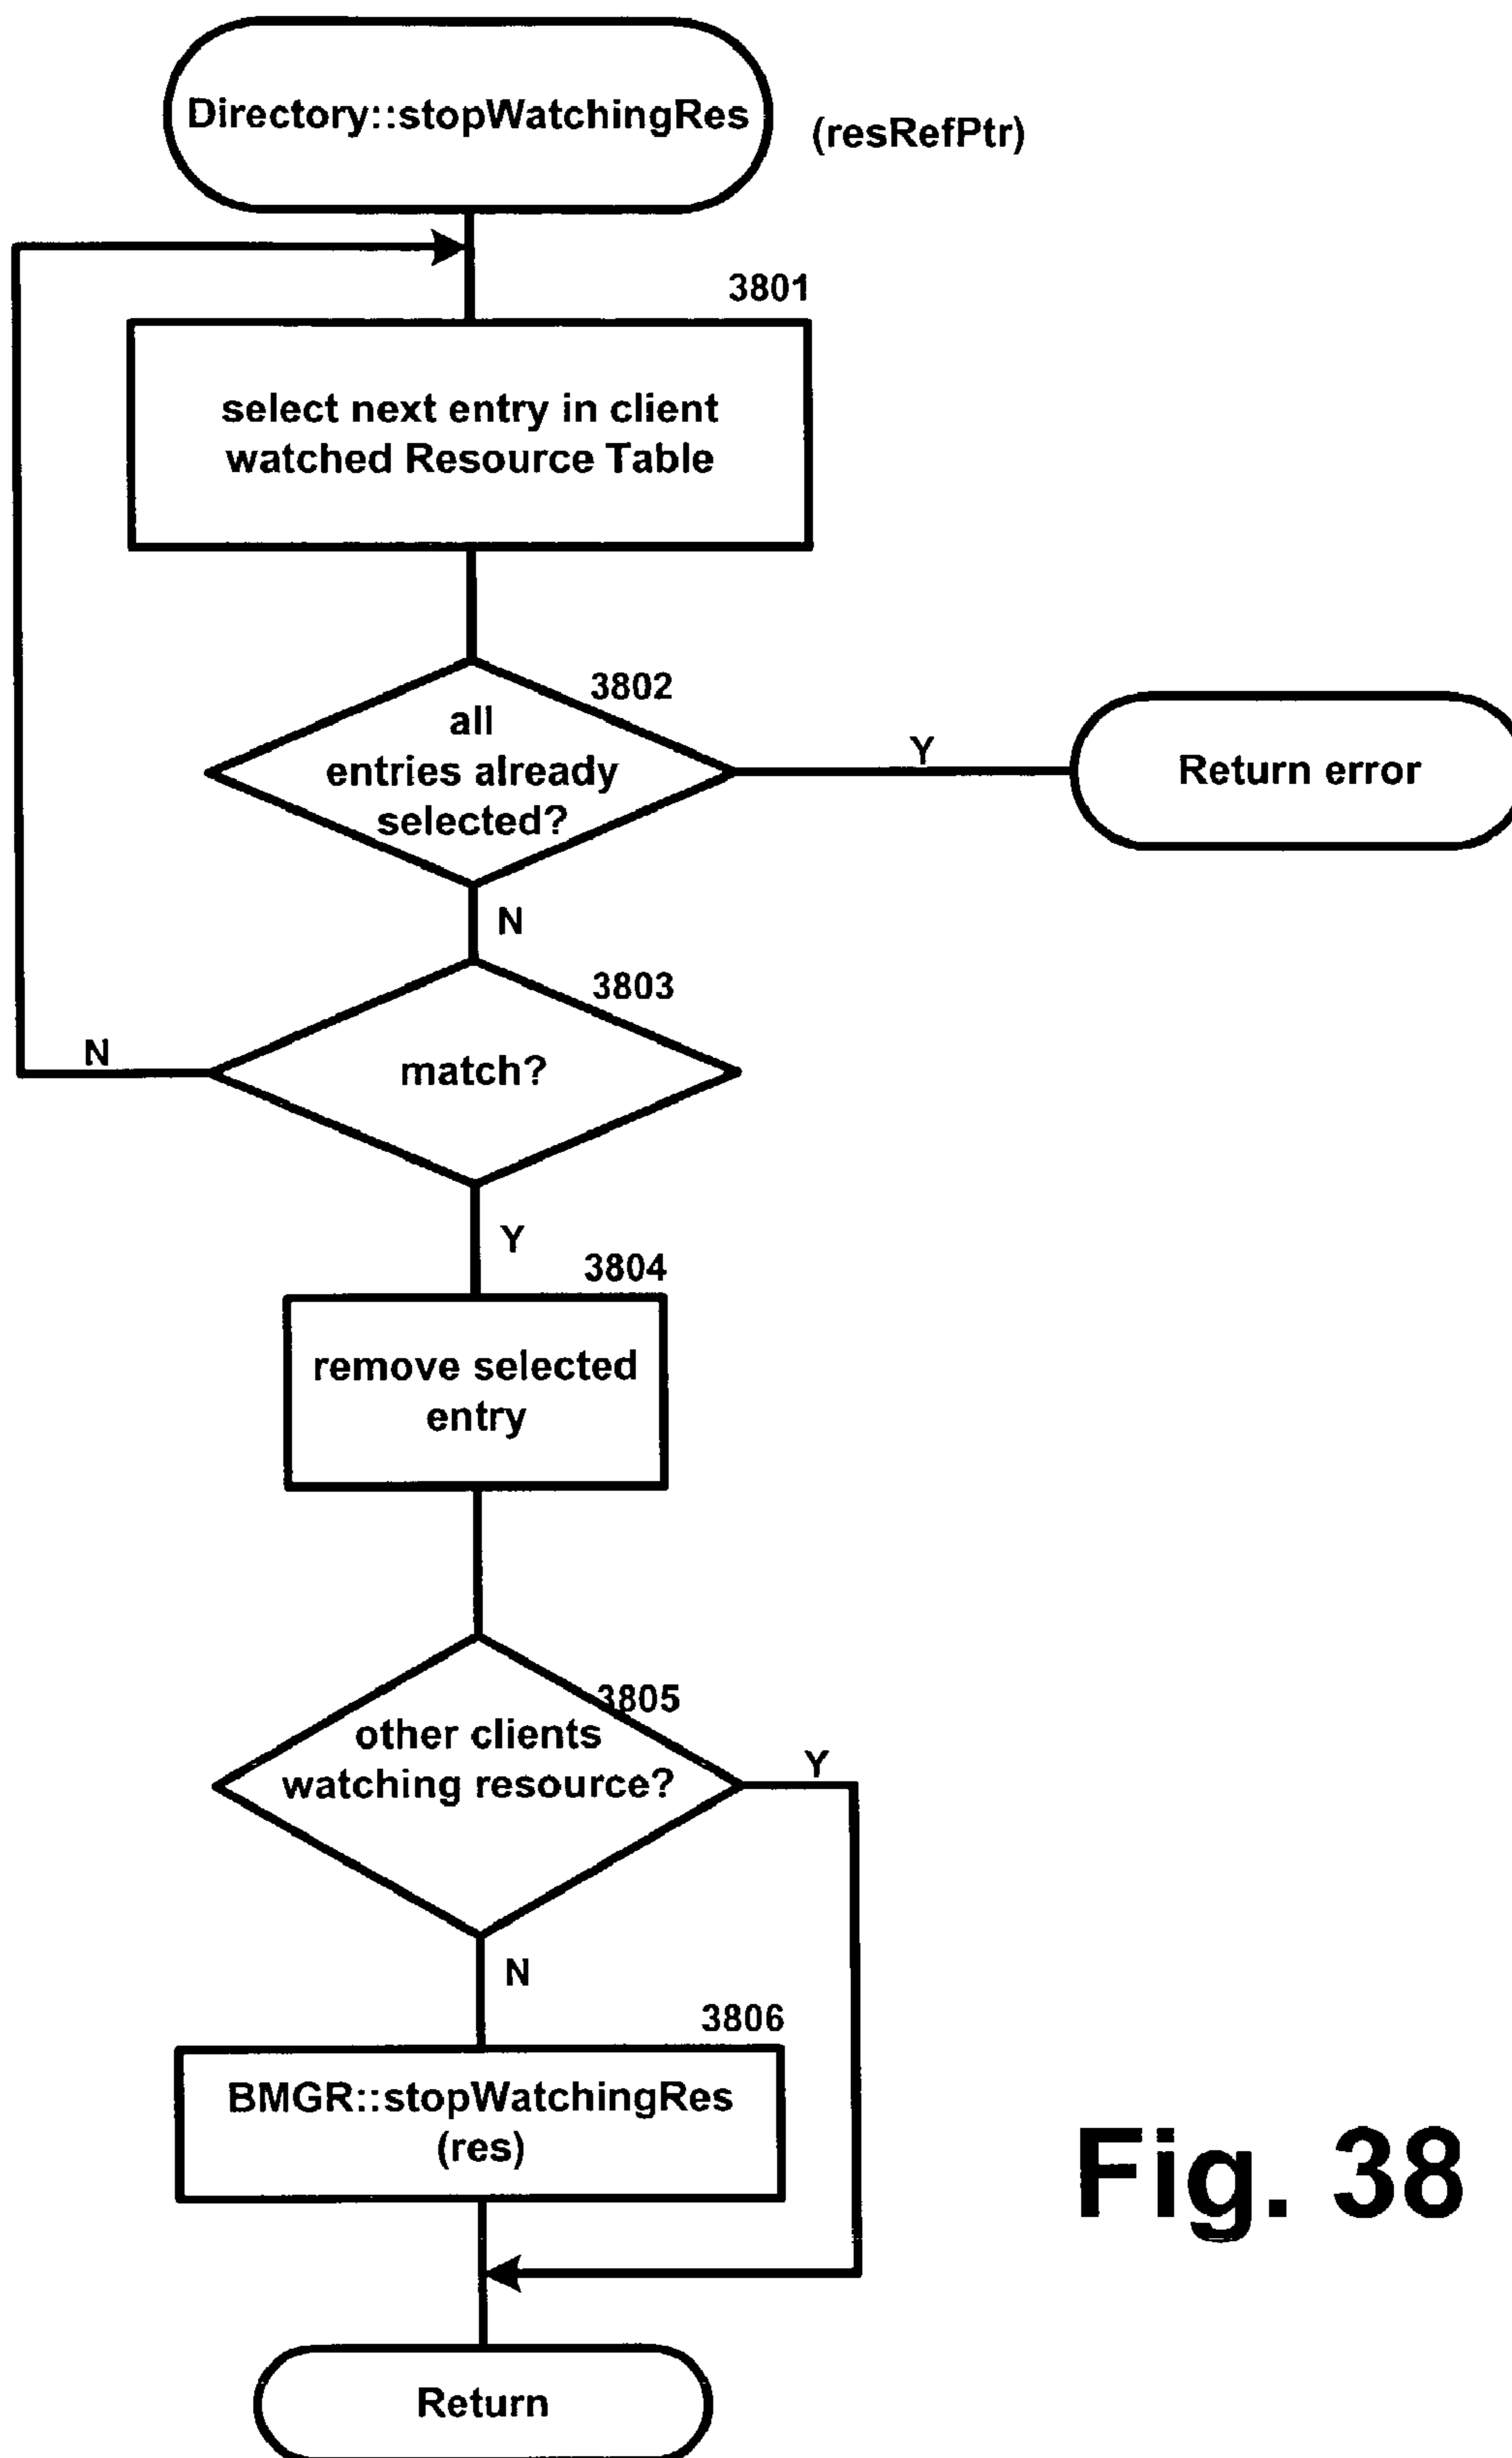 Directory::stopWatchingRes
(resRefPtr)
3801
select next entry in client
watched Resource Table
3802
all
entries already
selected?
Y
Return error
N
3803
match?
N
Y
3804
remove selected
entry
3805
other clients
watching resource?
Y
N
3806
BMGR::stopWatchingRes
(res)
Return
Fig. 38